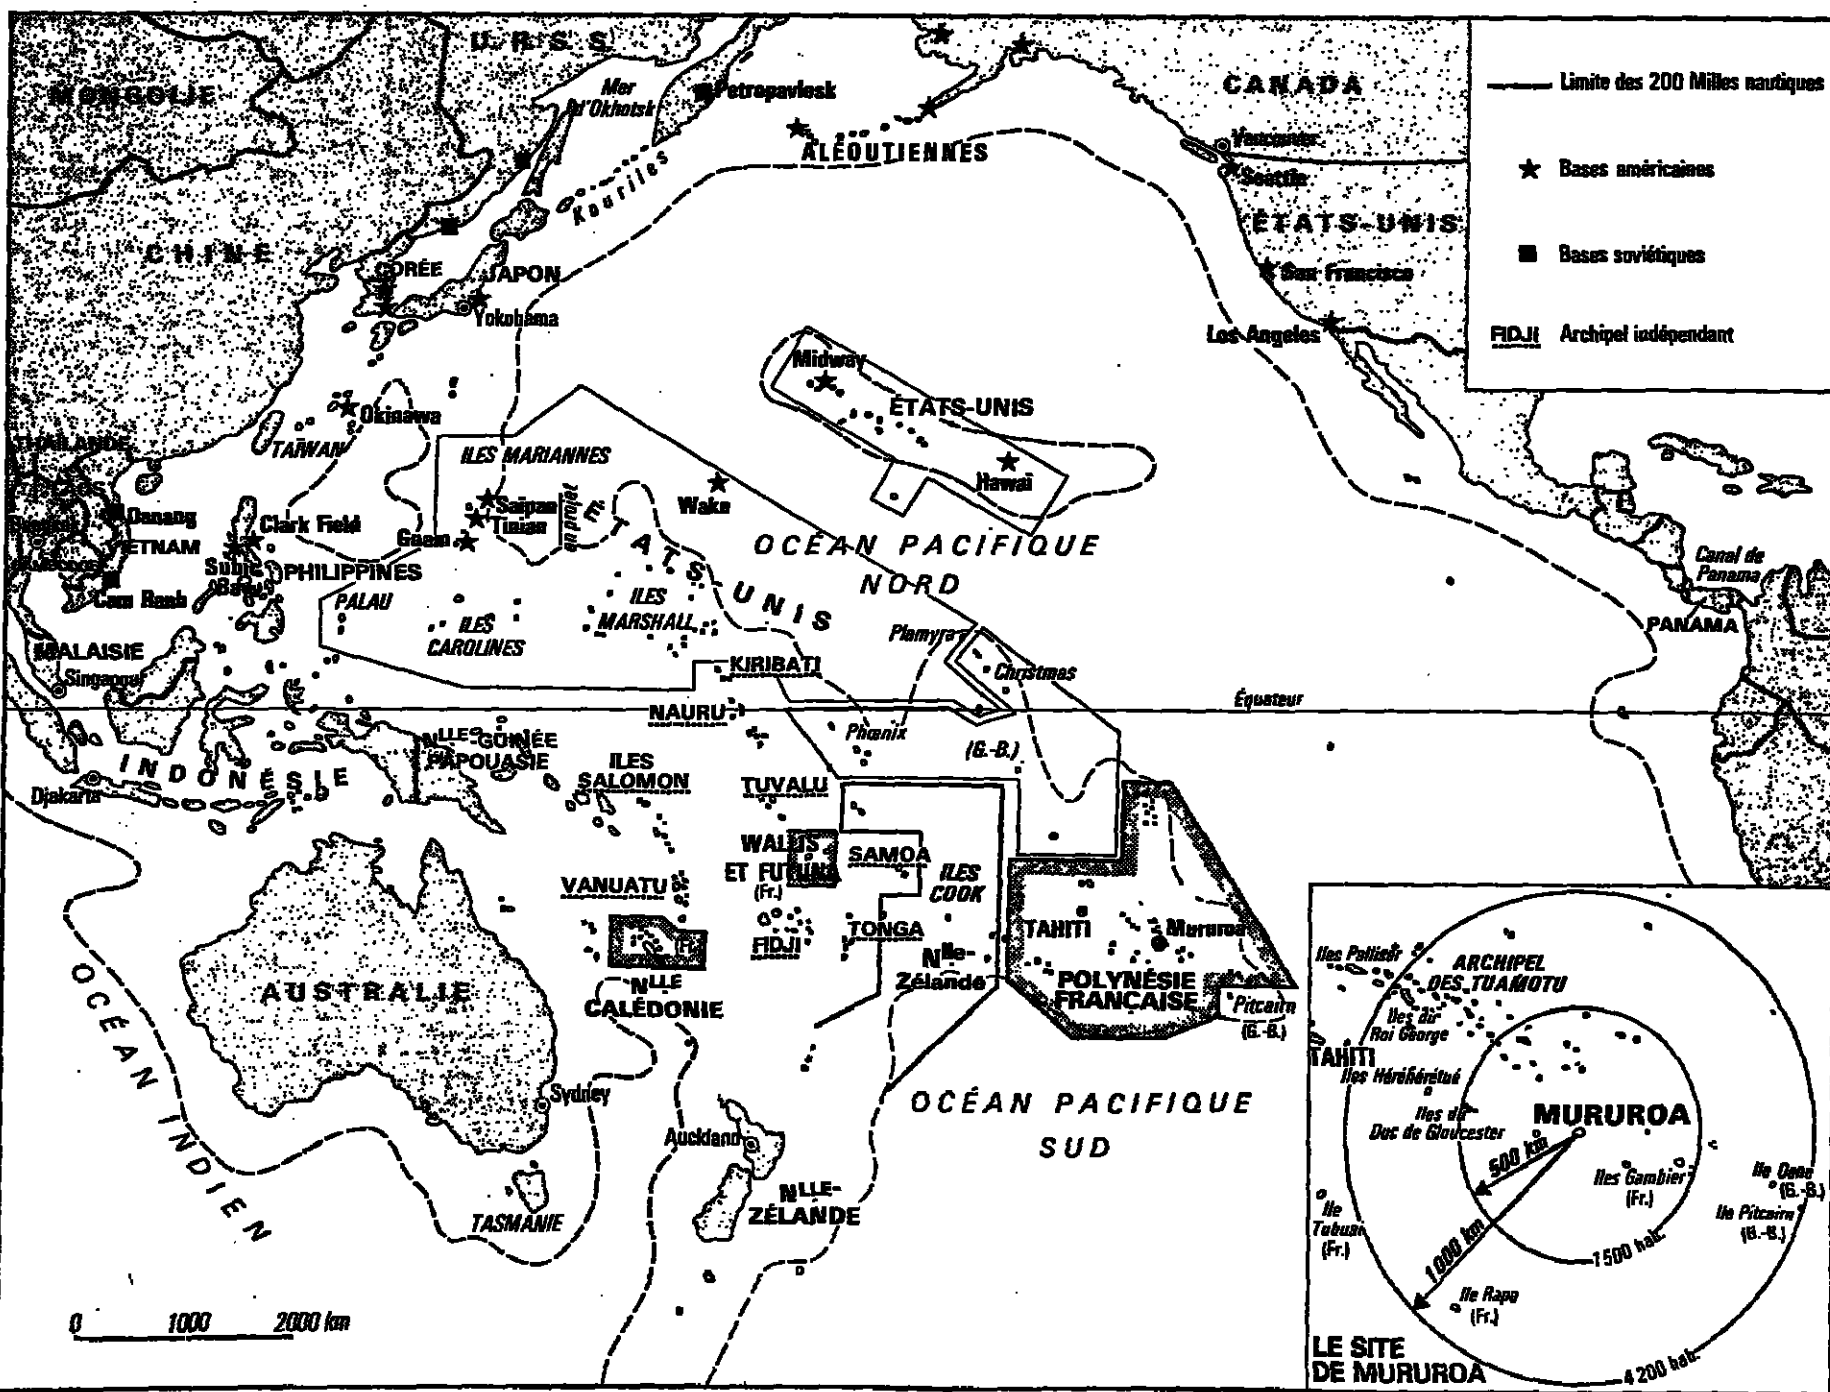 U.R.S.S.
MONGOLIE
Mer
d'Okhotsk
Petropavlosk
ALÉOUTIENNES
Kouriles
CANADA
Vancouver
Seattle
ÉTATS-UNIS
San Francisco
Los Angeles
Limite des 200 Milles nautiques
Bases américaines
Bases soviétiques
FIDJI Archipel indépendant
CHINE
CORÉE
JAPON
Yokohama
Midway
ÉTATS-UNIS
Hawaï
Okinawa
TAÏWAN
THAILANDE
LAOS
ILES MARIANNES
Saipan
Tinian
Guam
en projet
Wake
ÉTATS-UNIS
Danang
VIETNAM
Cam Ranh
Clark Field
Subic
Bay
PHILIPPINES
PALAU
ILES
CAROLINES
ILES
MARSHALL
OCÉAN PACIFIQUE
NORD
Canal de
Panama
PANAMA
Plamyra
Christmas
KIRIBATI
MALAISIE
Singapour
NAURU
Équateur
Phœnix
(G.-B.)
INDONÉSIE
Djakarta
NLLE-GUINÉE
PAPOUASIE
ILES
SALOMON
TUVALU
WALLIS
ET FUTUNA
(Fr.)
SAMOA
ILES
COOK
VANUATU
FIDJI
TONGA
Nlle-
Zélande
TAHITI
Mururoa
POLYNÉSIE
FRANÇAISE
Pitcairn
(G.-B.)
(Fr.)
NLLE
CALÉDONIE
AUSTRALIE
OCÉAN INDIEN
Sydney
TASMANIE
Auckland
NLLE-
ZÉLANDE
OCÉAN PACIFIQUE
SUD
0 1000 2000 km
Iles Palliser
ARCHIPEL
DES TUAMOTU
Iles du
Roi George
TAHITI
Iles Héréhérétué
Iles du
Duc de Gloucester
MURUROA
500 km
Iles Gambier
(Fr.)
Ile Oeno
(G.-B.)
Ile Pitcairn
(G.-B.)
Ile
Tubuai
(Fr.)
1000 km
1500 hab.
Ile Rapa
(Fr.)
4 200 hab.
LE SITE
DE MURUROA